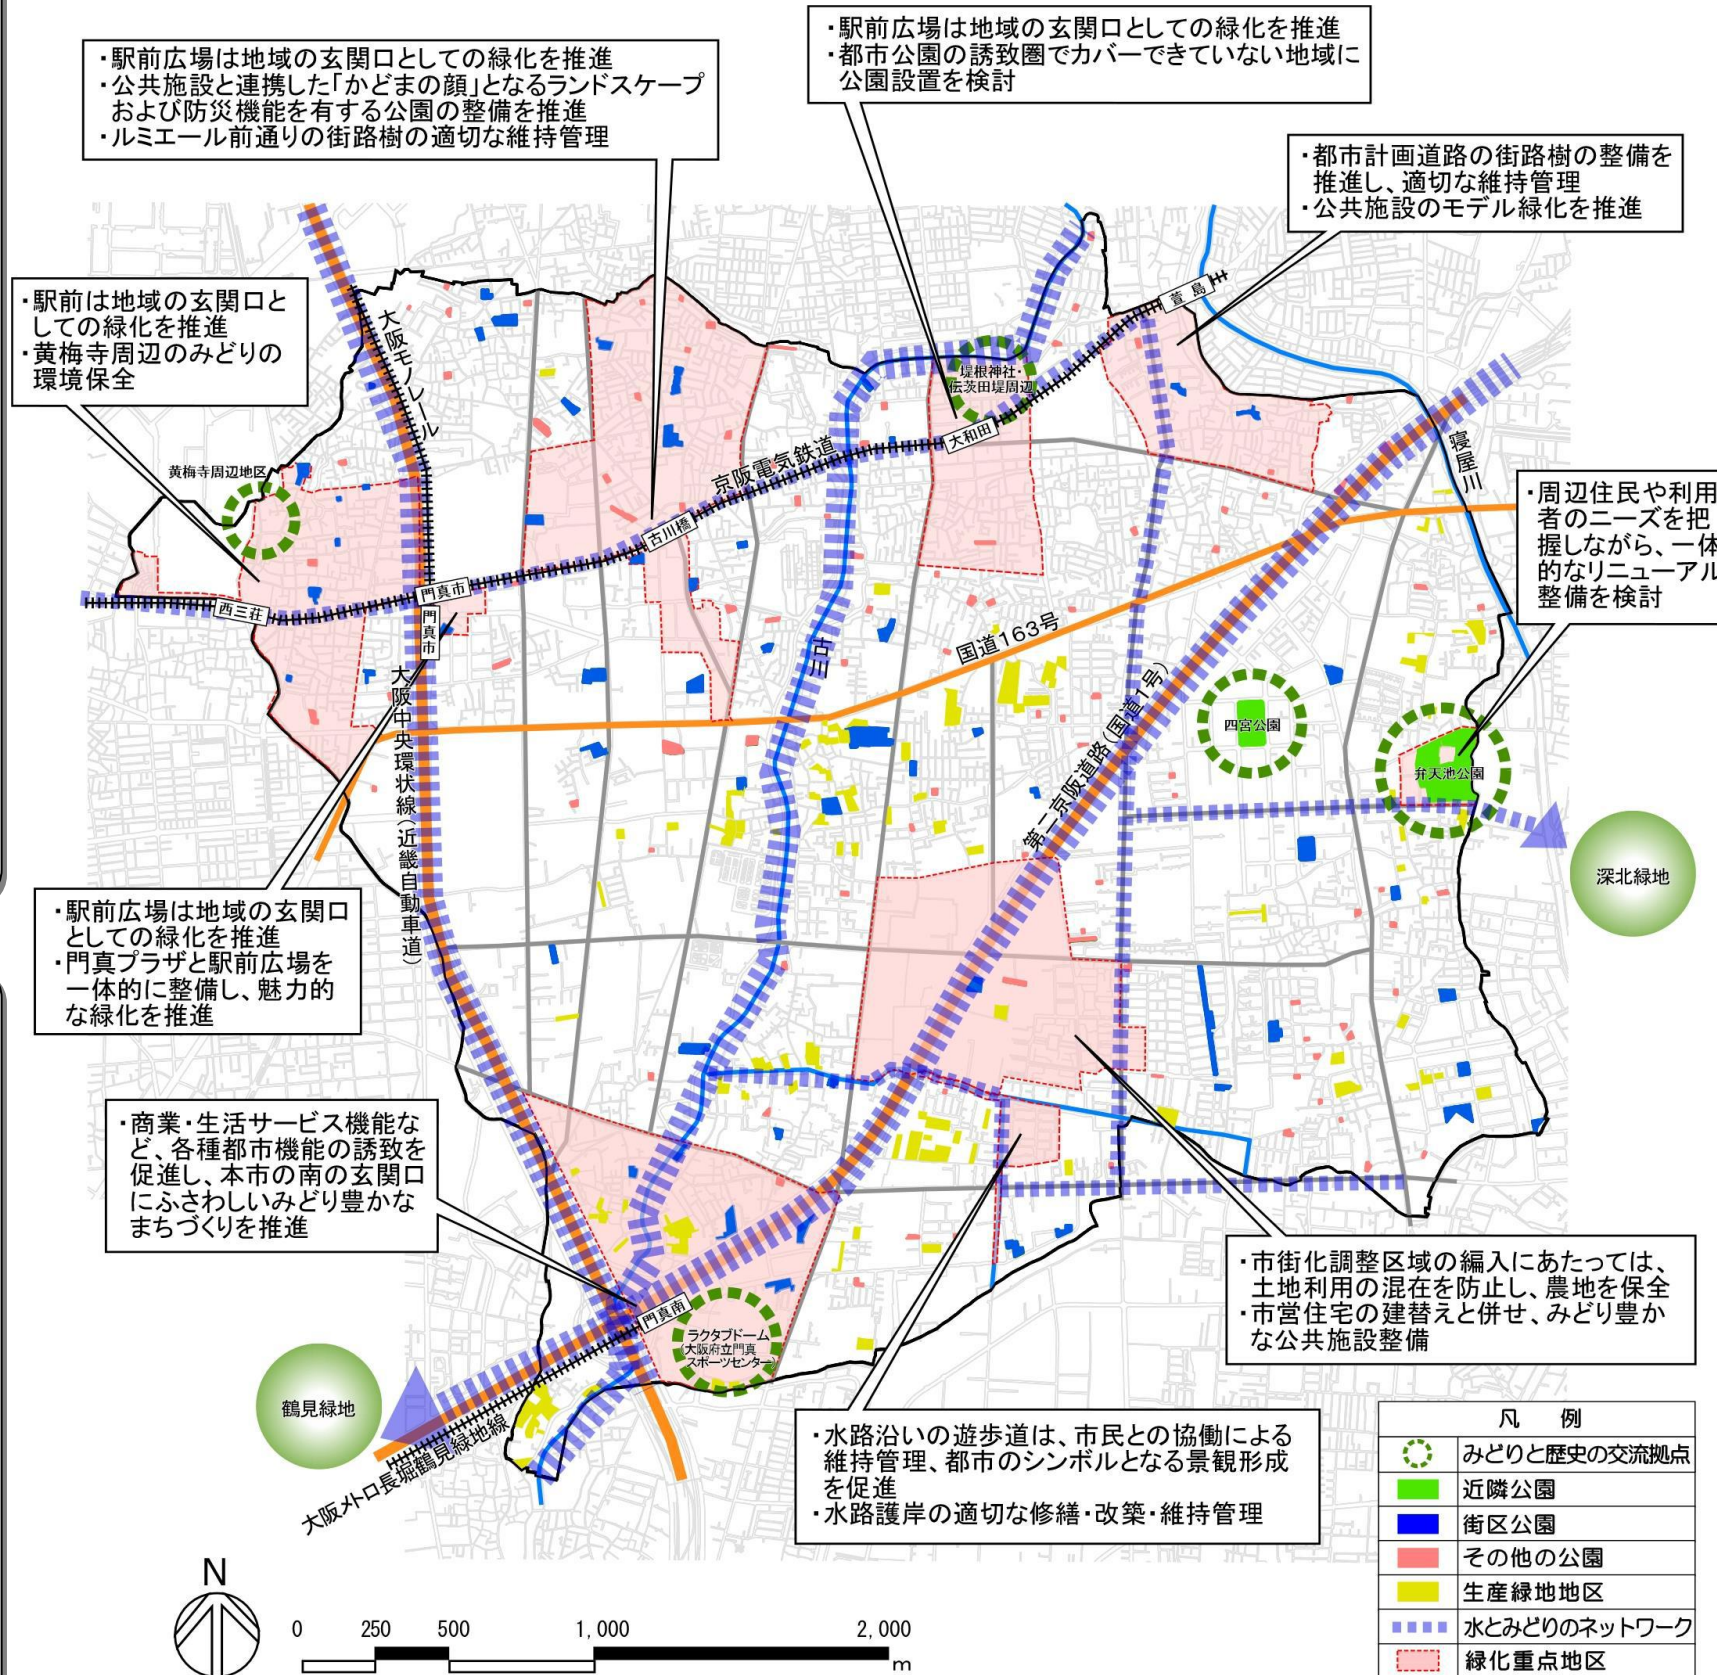 ・駅前広場は地域の玄関口としての緑化を推進
・公共施設と連携した「かどまの顔」となるランドスケープ
および防災機能を有する公園の整備を推進
・ルミエール前通りの街路樹の適切な維持管理
・駅前広場は地域の玄関口としての緑化を推進
・都市公園の誘致圏でカバーできていない地域に
公園設置を検討
・都市計画道路の街路樹の整備を
推進し、適切な維持管理
・公共施設のモデル緑化を推進
・駅前は地域の玄関口と
しての緑化を推進
・黄梅寺周辺のみどりの
環境保全
大阪モノレール
萱島
堤根神社・
伝茨田堤周辺
大和田
京阪電気鉄道
黄梅寺周辺地区
古川橋
寝屋川
・周辺住民や利用
者のニーズを把
握しながら、一体
的なリニューアル
整備を検討
門真市
西三荘
門真市
古川
国道163号
大阪中央環状線(近畿自動車道)
第二京阪道路(国道1号)
四宮公園
弁天池公園
深北緑地
・駅前広場は地域の玄関口
としての緑化を推進
・門真プラザと駅前広場を
一体的に整備し、魅力的
な緑化を推進
・商業・生活サービス機能な
ど、各種都市機能の誘致を
促進し、本市の南の玄関口
にふさわしいみどり豊かな
まちづくりを推進
門真南
ラクタブドーム
(大阪府立門真
スポーツセンター)
・市街化調整区域の編入にあたっては、
土地利用の混在を防止し、農地を保全
・市営住宅の建替えと併せ、みどり豊か
な公共施設整備
鶴見緑地
大阪メトロ長堀鶴見緑地線
・水路沿いの遊歩道は、市民との協働による
維持管理、都市のシンボルとなる景観形成
を促進
・水路護岸の適切な修繕・改築・維持管理
凡 例
みどりと歴史の交流拠点
近隣公園
街区公園
その他の公園
生産緑地地区
水とみどりのネットワーク
緑化重点地区
N
0 250 500 1,000 2,000
m